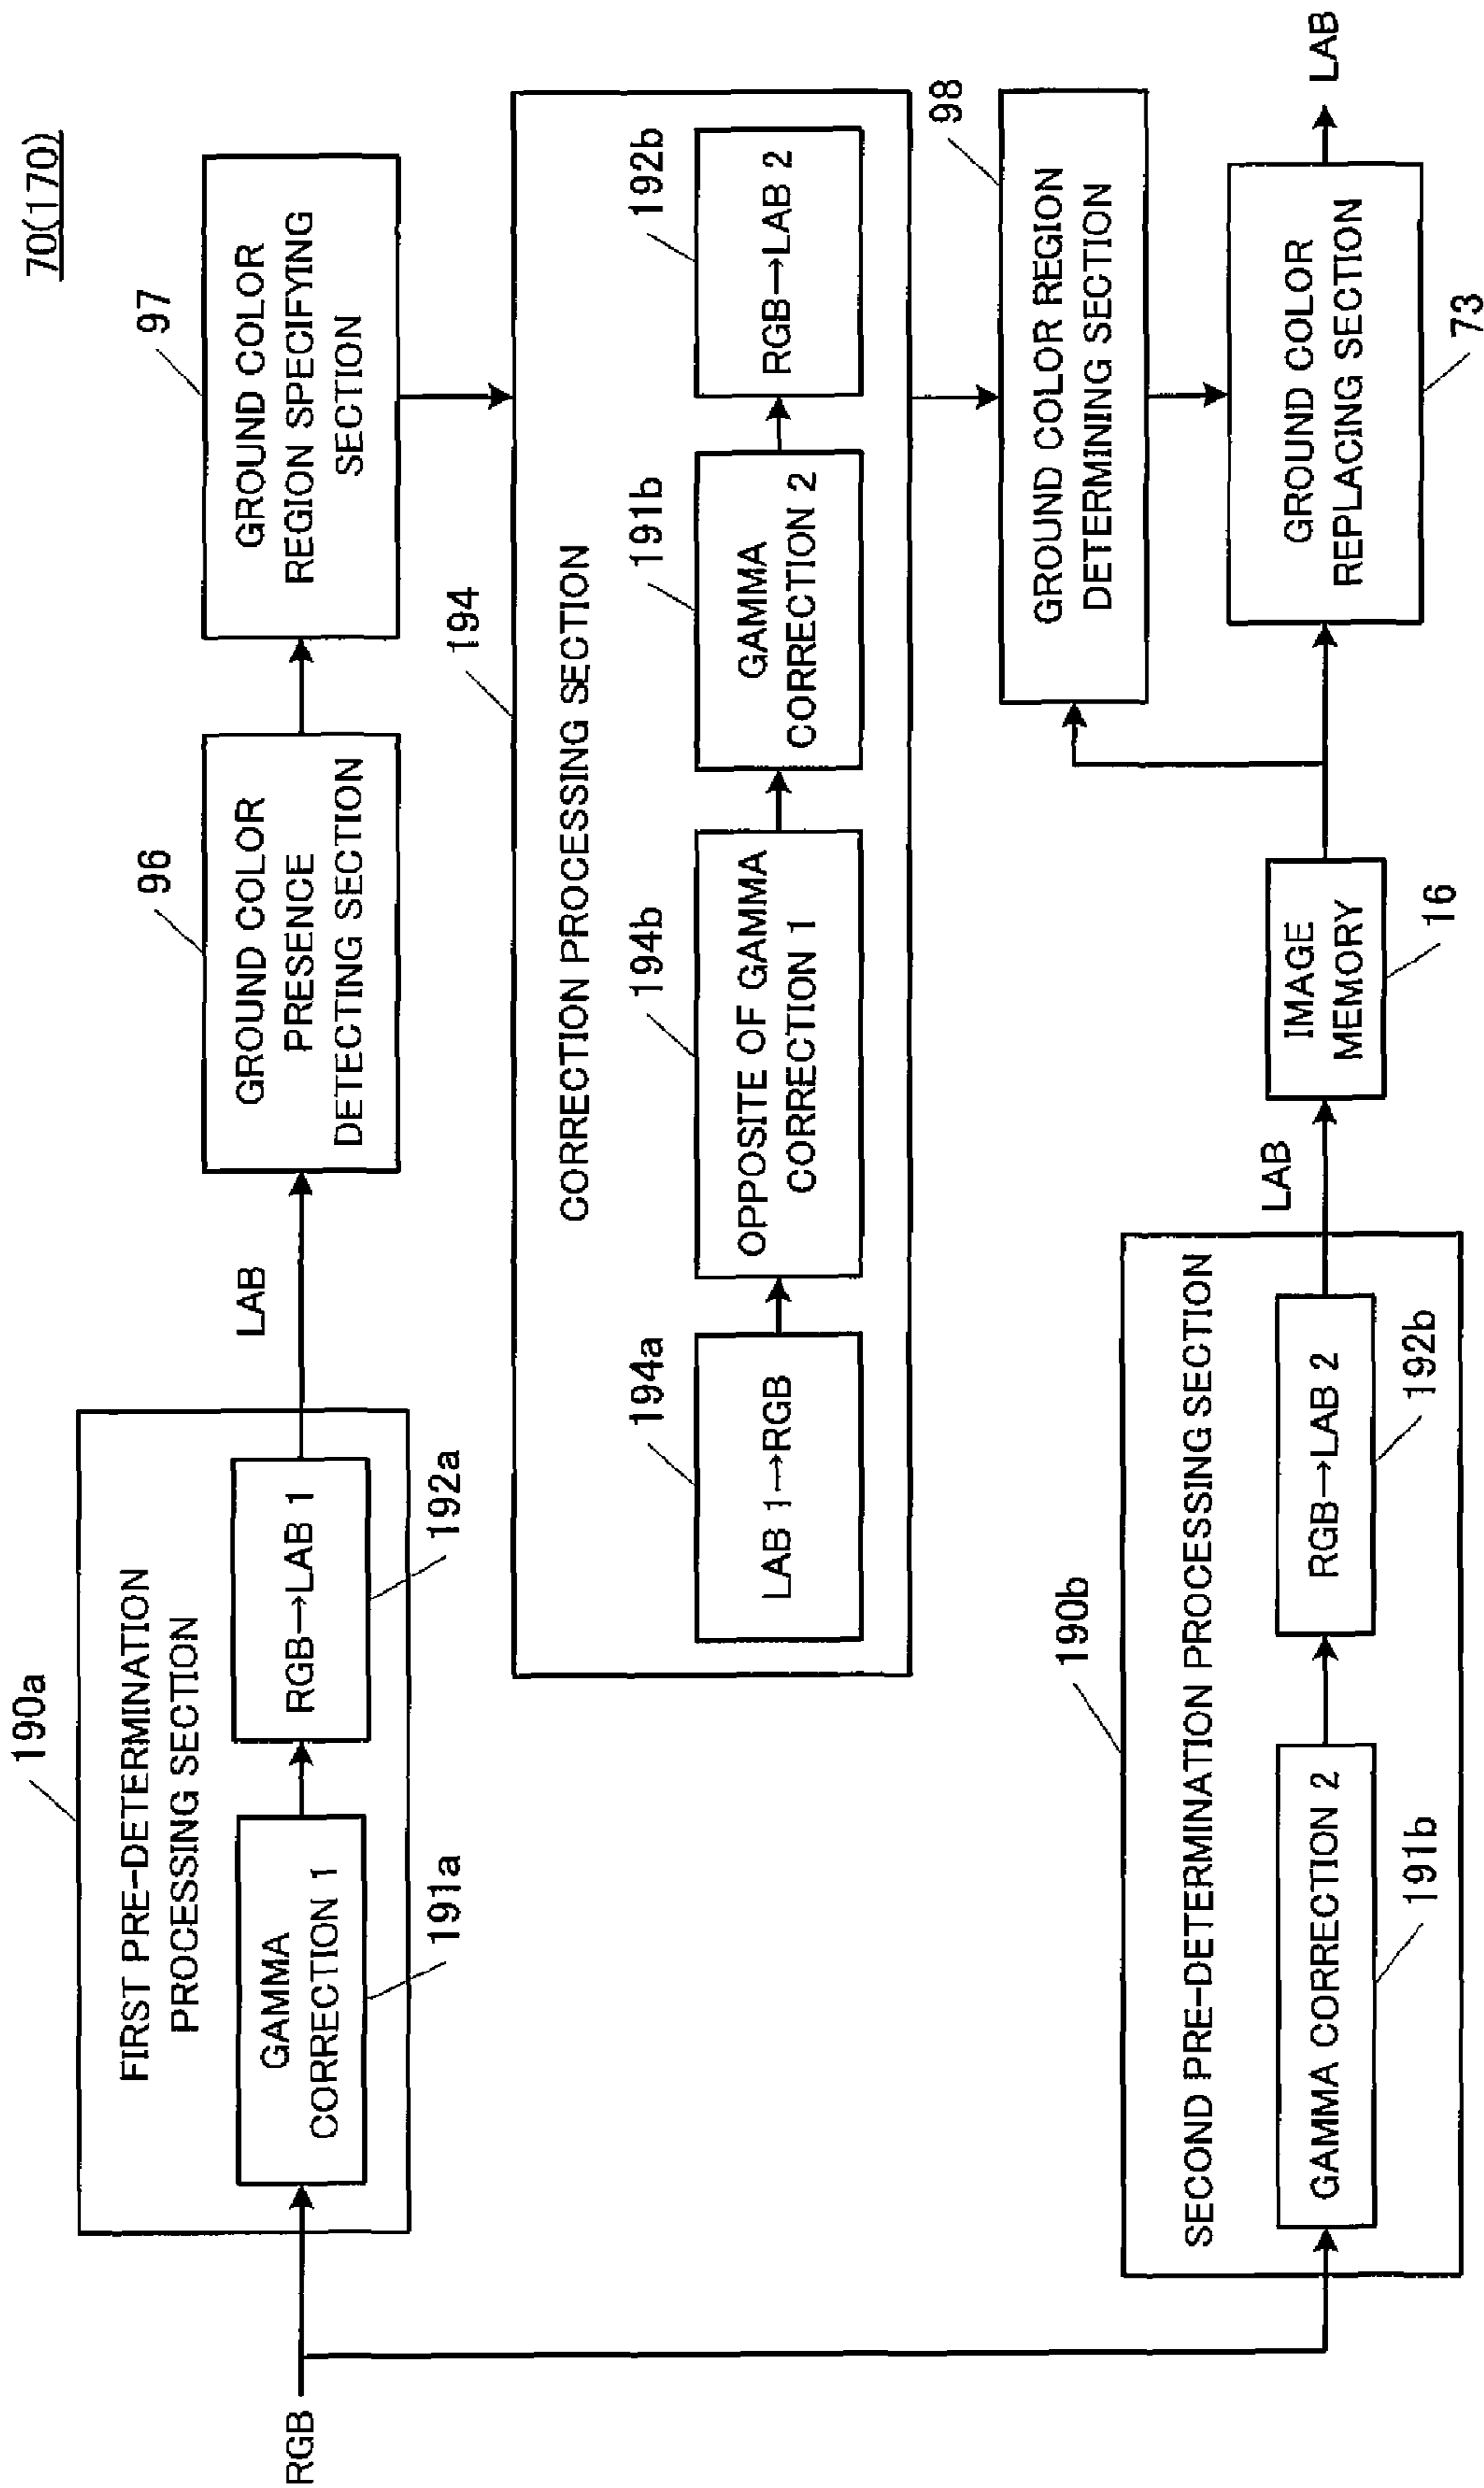 70(170)
190a
FIRST PRE-DETERMINATION
PROCESSING SECTION
GAMMA
CORRECTION 1
191a
RGB→LAB 1
192a
LAB
96
GROUND COLOR
PRESENCE
DETECTING SECTION
97
GROUND COLOR
REGION SPECIFYING
SECTION
RGB
194
CORRECTION PROCESSING SECTION
194a
LAB 1→RGB
194b
OPPOSITE OF GAMMA
CORRECTION 1
191b
GAMMA
CORRECTION 2
192b
RGB→LAB 2
98
GROUND COLOR REGION
DETERMINING SECTION
190b
SECOND PRE-DETERMINATION PROCESSING SECTION
GAMMA CORRECTION 2
191b
RGB→LAB 2
192b
LAB
IMAGE
MEMORY
16
GROUND COLOR
REPLACING SECTION
73
LAB